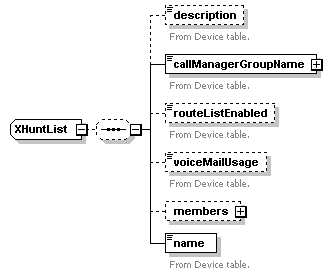 description
From Device table.
callManagerGroupName
From Device table.
routeListEnabled
From Device table.
XHuntList
voiceMailUsage
From Device table.
members
name
From Device table.